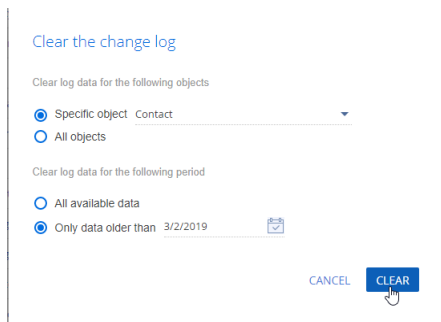 Clear the change log
Clear log data for the following objects
Specific object Contact
All objects
Clear log data for the following period
All available data
Only data older than 3/2/2019
CANCEL CLEAR